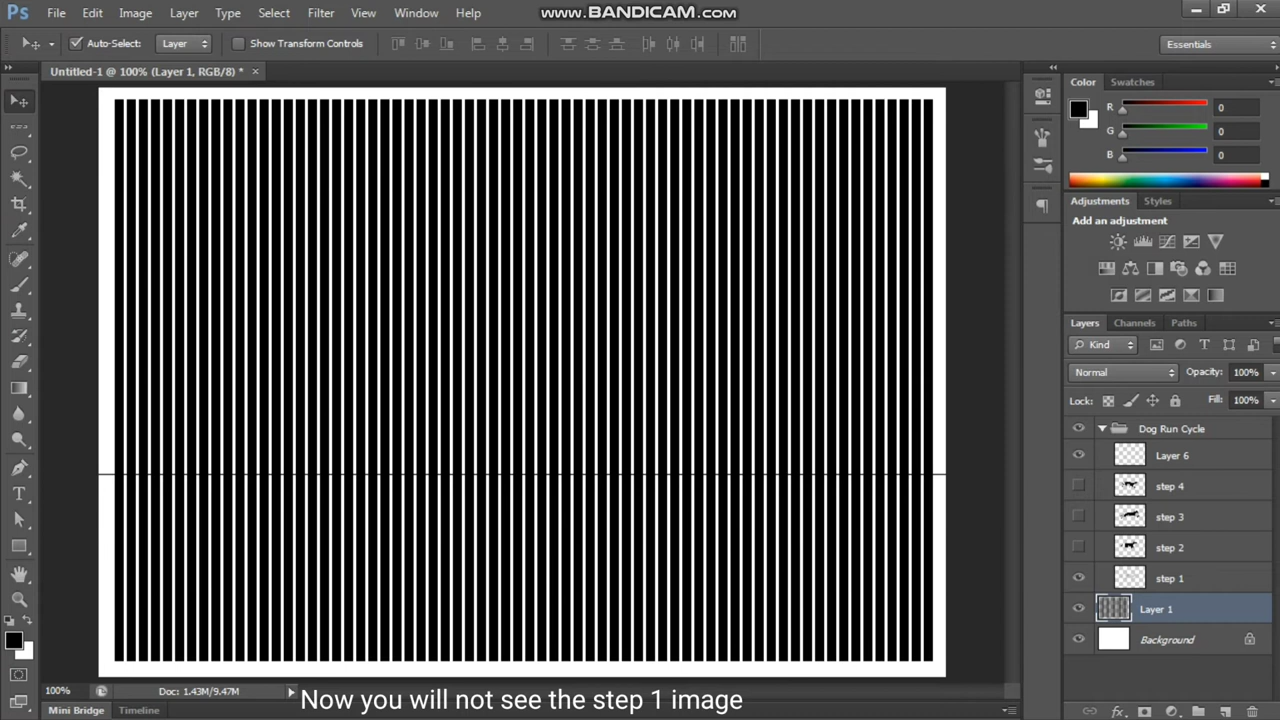 Ps File Edit Image Layer Type Select Filter View Window Help
www.BANDICAM.com
Auto-Select: Layer Show Transform Controls Essentials
Untitled-1 @ 100% (Layer 1, RGB/8) * ×
Color Swatches
R 0
G 0
B 0
Adjustments Styles
Add an adjustment
Layers Channels Paths
Kind
Normal Opacity: 100%
Lock: Fill: 100%
Dog Run Cycle
Layer 6
step 4
step 3
step 2
step 1
Layer 1
Background
100% Doc: 1.43M/9.47M
Now you will not see the step 1 image
Mini Bridge Timeline